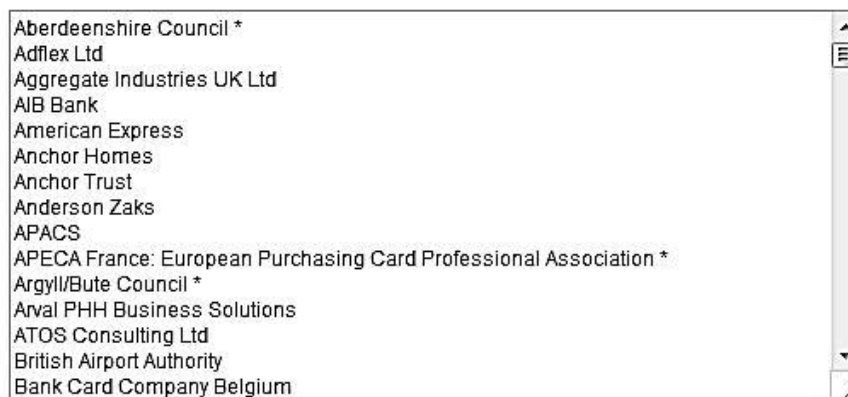 Aberdeenshire Council *
Adflex Ltd
Aggregate Industries UK Ltd
AIB Bank
American Express
Anchor Homes
Anchor Trust
Anderson Zaks
APACS
APECA France: European Purchasing Card Professional Association *
Argyll/Bute Council *
Arval PHH Business Solutions
ATOS Consulting Ltd
British Airport Authority
Bank Card Company Belgium